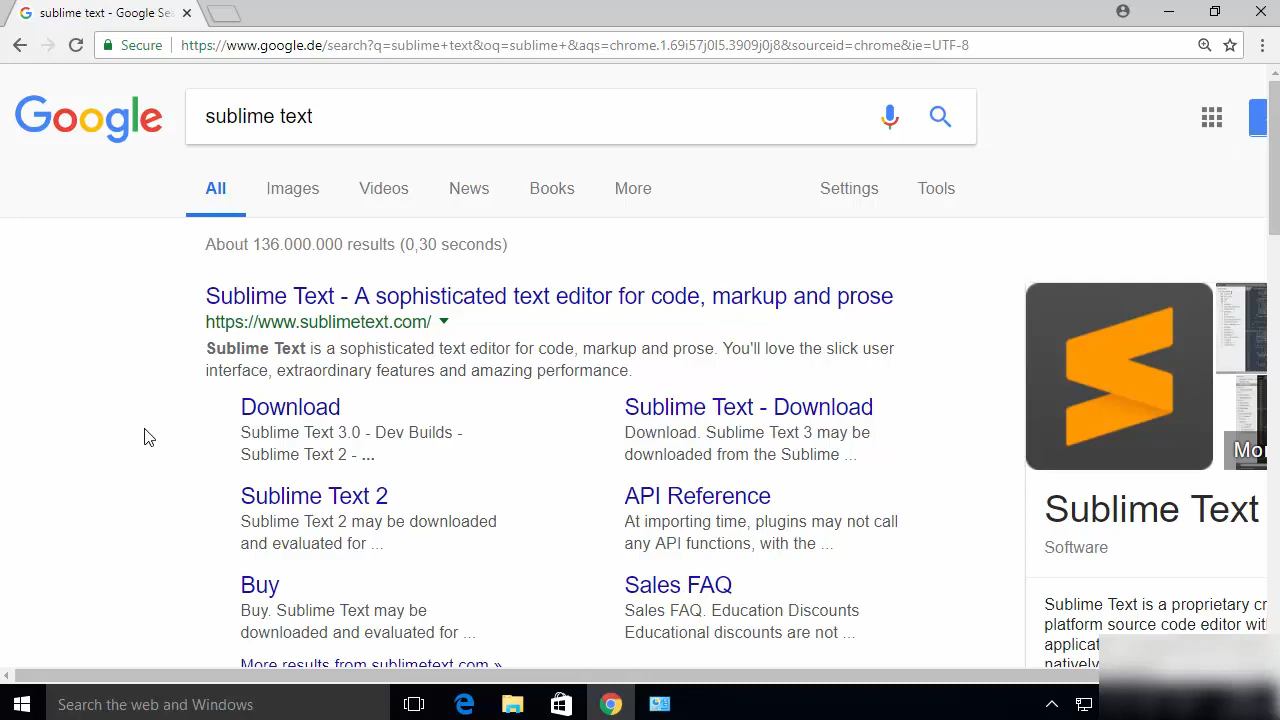 sublime text - Google Se
Secure https://www.google.de/search?q=sublime+text&oq=sublime+&aqs=chrome.1.69i57j0l5.3909j0j8&sourceid=chrome&ie=UTF-8
Google
sublime text
All Images Videos News Books More Settings Tools
About 136.000.000 results (0,30 seconds)
Sublime Text - A sophisticated text editor for code, markup and prose
https://www.sublimetext.com/
Sublime Text is a sophisticated text editor for code, markup and prose. You'll love the slick user
interface, extraordinary features and amazing performance.
Download
Sublime Text 3.0 - Dev Builds -
Sublime Text 2 - ...
Sublime Text - Download
Download. Sublime Text 3 may be
downloaded from the Sublime ...
Sublime Text 2
Sublime Text 2 may be downloaded
and evaluated for ...
API Reference
At importing time, plugins may not call
any API functions, with the ...
Buy
Buy. Sublime Text may be
downloaded and evaluated for ...
Sales FAQ
Sales FAQ. Education Discounts
Educational discounts are not ...
More results from sublimetext.com »
Mor
Sublime Text
Software
Sublime Text is a proprietary cr
platform source code editor wit
applicat
natively
Search the web and Windows